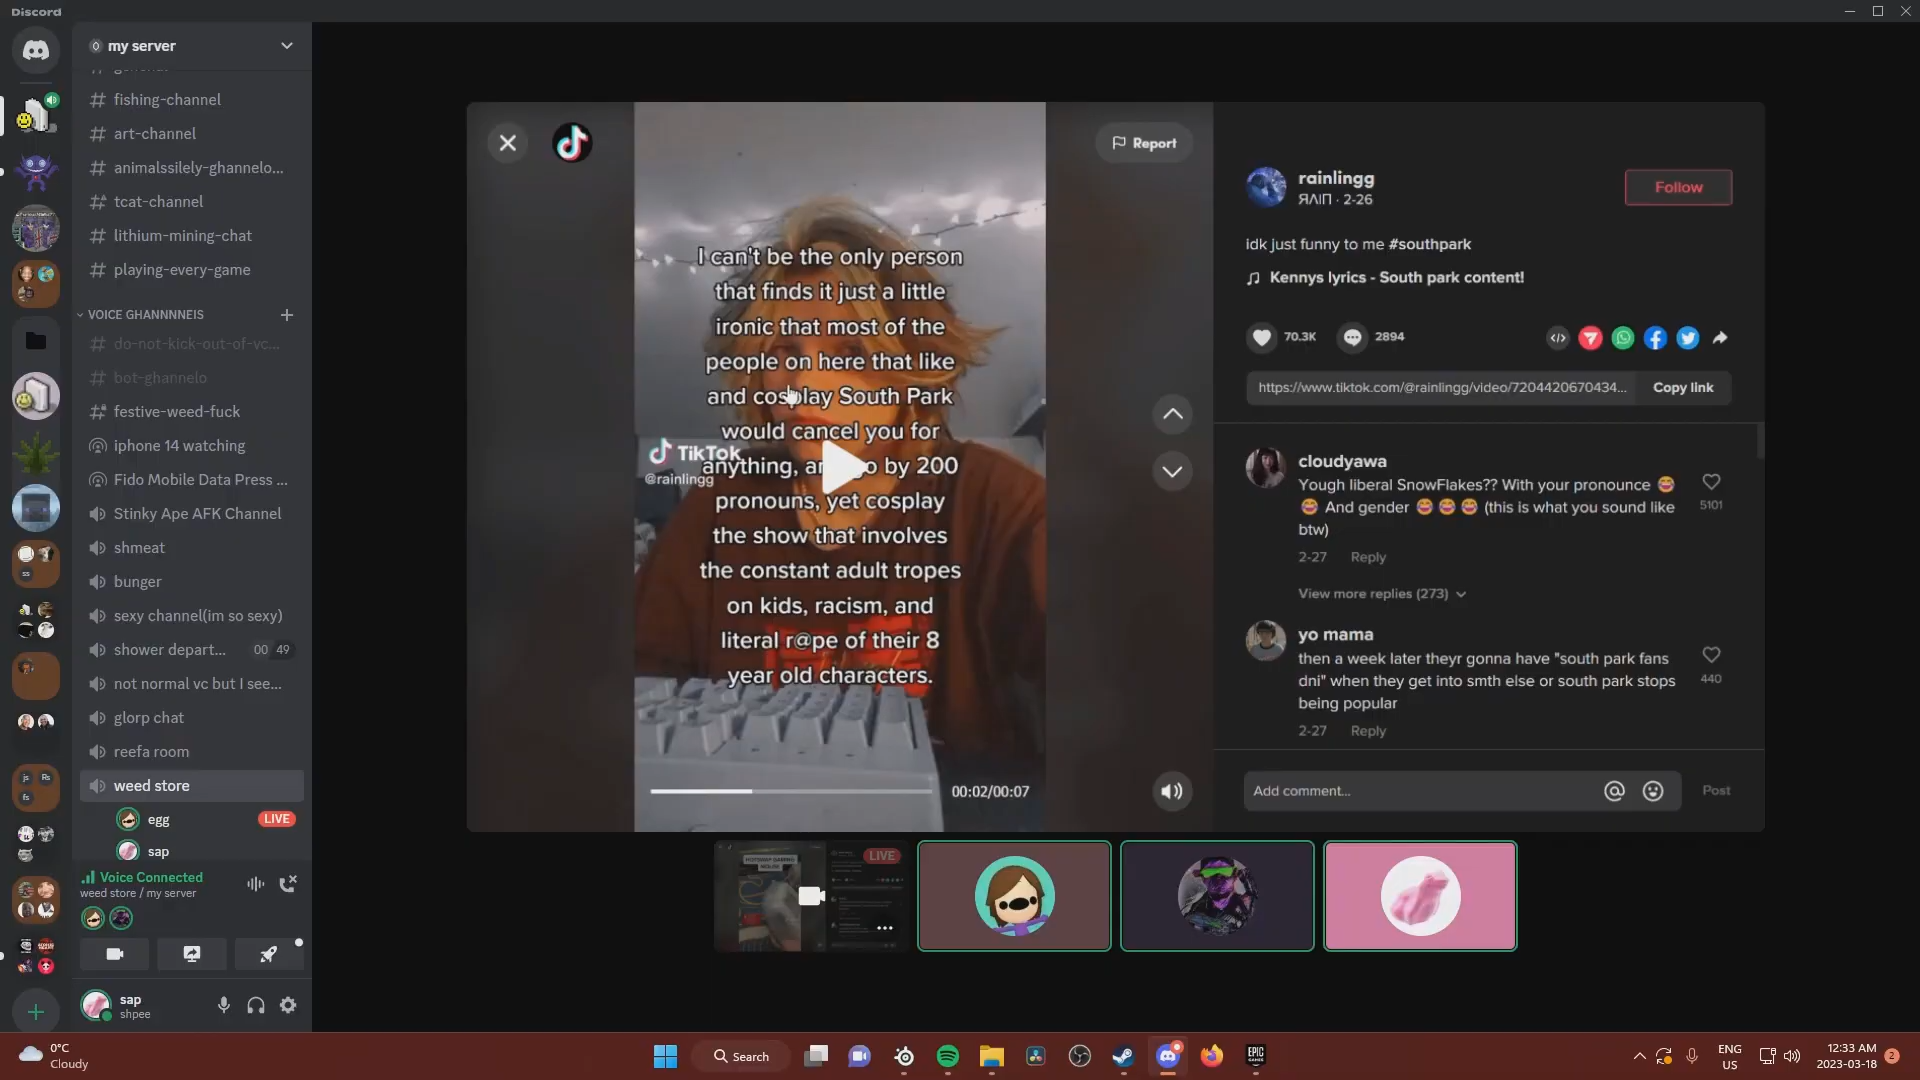 Discord
my server
fishing-channel
art-channel
animalssilely-ghannelo...
tcat-channel
lithium-mining-chat
playing-every-game
VOICE GHANNNNEIS
do-not-kick-out-of-vc...
bot-ghannelo
festive-weed-fuck
iphone 14 watching
Fido Mobile Data Press ...
Stinky Ape AFK Channel
shmeat
bunger
sexy channel(im so sexy)
shower depart... 00 49
not normal vc but I see...
glorp chat
reefa room
weed store
egg LIVE
sap
Voice Connected
weed store / my server
sap
shpee
Report
I can't be the only person
that finds it just a little
ironic that most of the
people on here that like
and cosplay South Park
would cancel you for
anything, and go by 200
pronouns, yet cosplay
the show that involves
the constant adult tropes
on kids, racism, and
literal r@pe of their 8
year old characters.
TikTok
@rainlingg
00:02/00:07
rainlingg
ЯΛIП · 2-26
Follow
idk just funny to me #southpark
Kennys lyrics - South park content!
70.3K
2894
https://www.tiktok.com/@rainlingg/video/7204420670434...
Copy link
cloudyawa
Yough liberal SnowFlakes?? With your pronounce 😂
😂 And gender 😂 😂 😂 (this is what you sound like
btw)
5101
2-27 Reply
View more replies (273)
yo mama
then a week later theyr gonna have "south park fans
dni" when they get into smth else or south park stops
being popular
440
2-27 Reply
Add comment...
Post
LIVE
0°C
Cloudy
Search
EPIC
ENG
US
12:33 AM
2023-03-18
2